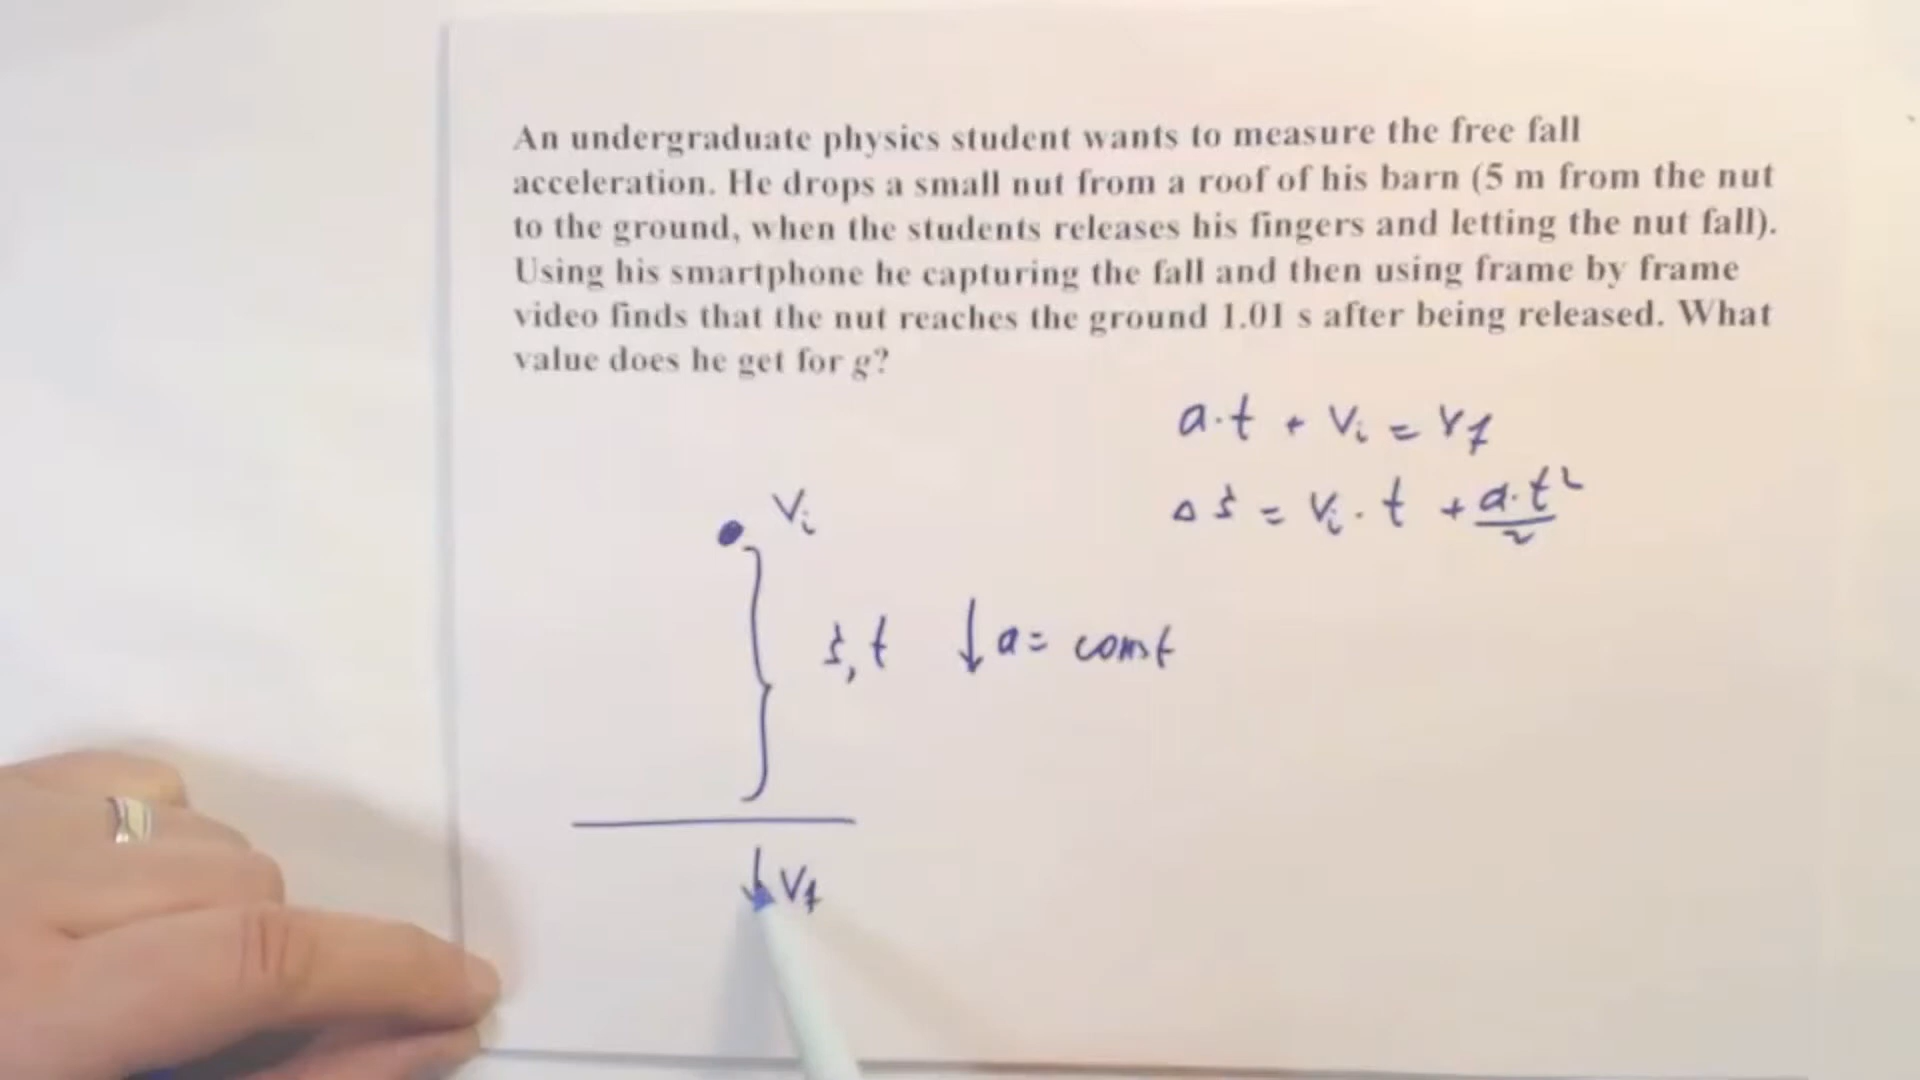 An undergraduate physics student wants to measure the free fall
acceleration. He drops a small nut from a roof of his barn (5 m from the nut
to the ground, when the students releases his fingers and letting the nut fall).
Using his smartphone he capturing the fall and then using frame by frame
video finds that the nut reaches the ground 1.01 s after being released. What
value does he get for g?
a·t + Vi = Vf
Δs = Vi · t + a·t²/2
Vi
s, t ↓ a = const
↓ Vf